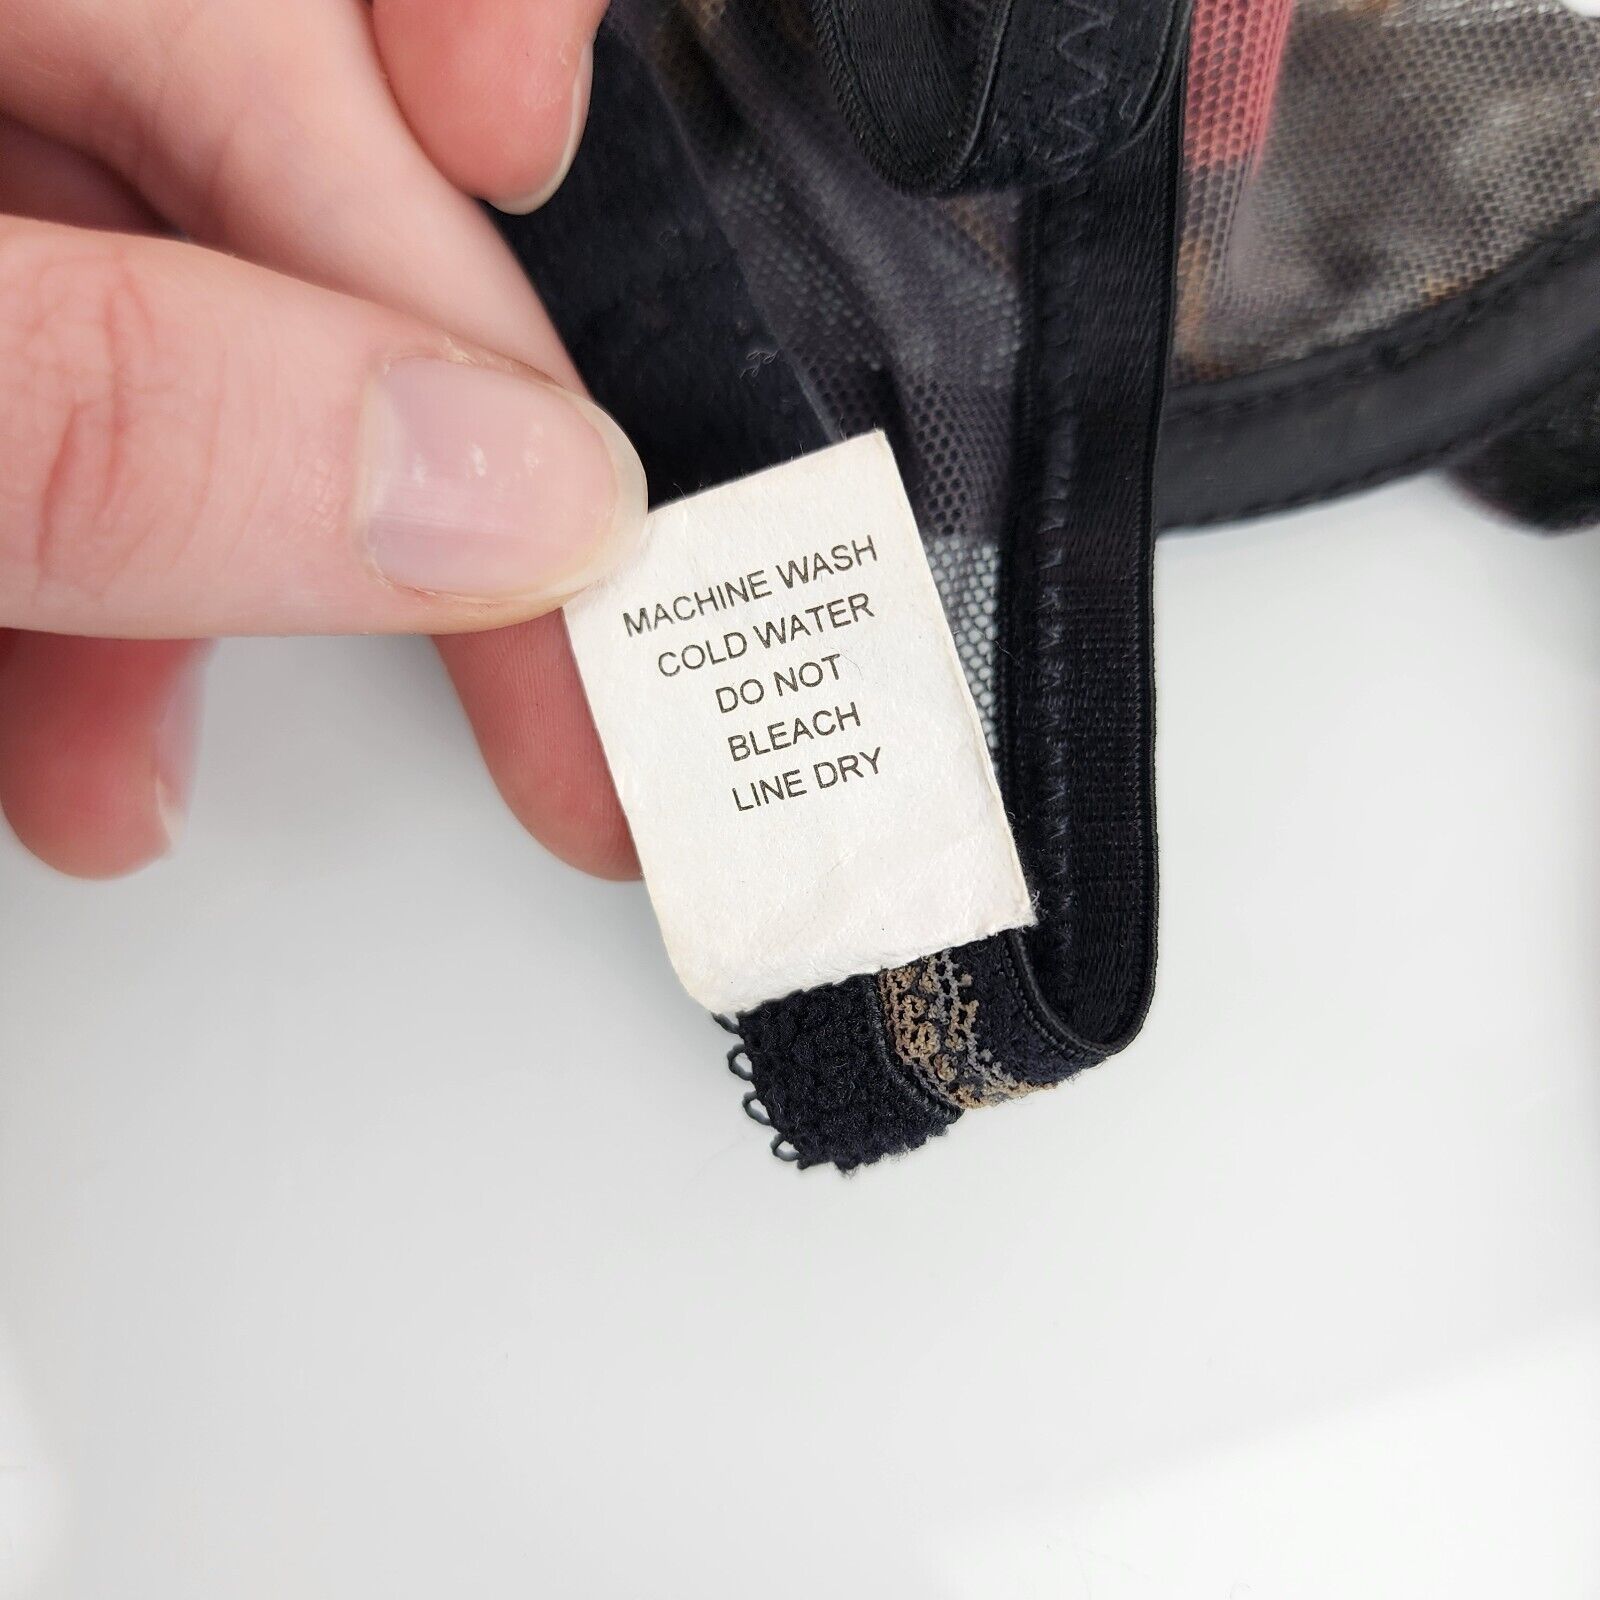 MACHINE WASH
COLD WATER
DO NOT
BLEACH
LINE DRY